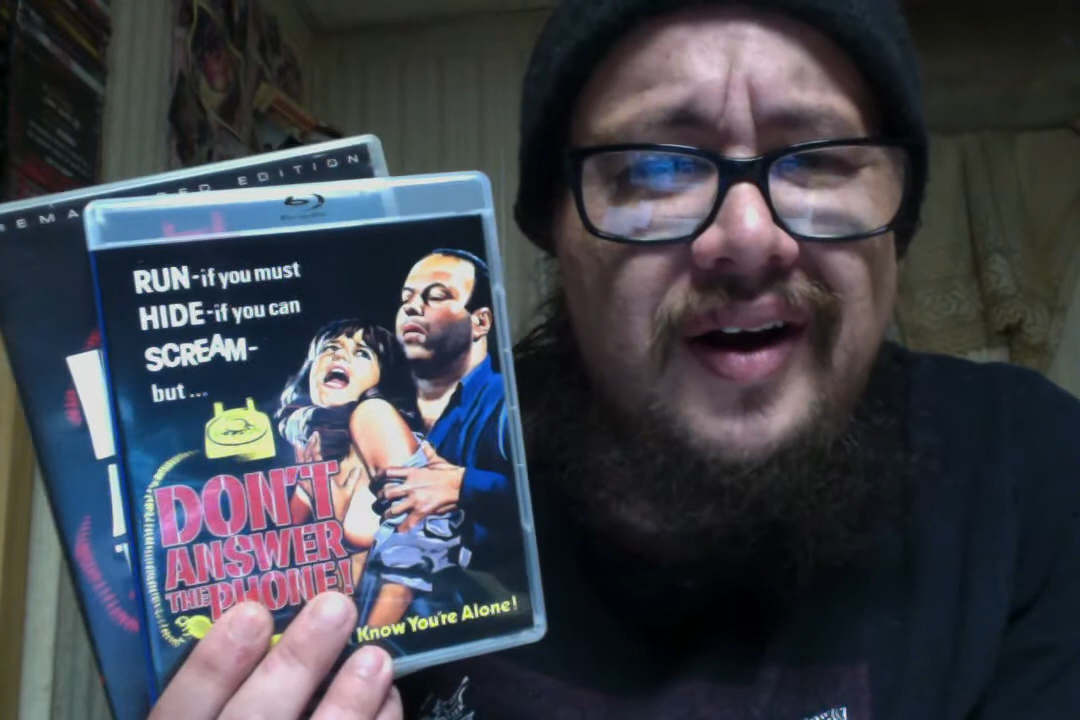 EDITION
RUN-if you must
HIDE-if you can
SCREAM-
but...
DON'T
ANSWER
THE PHONE!
Know You're Alone!